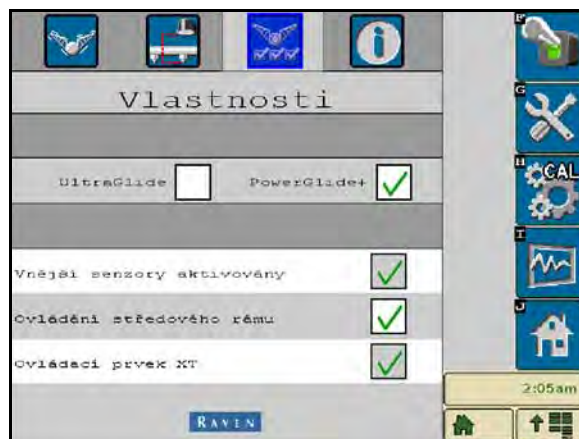 Vlastnosti
UltraGlide PowerGlide+
Vnější senzory aktivovány
Ovládání středového rámu
Ovládací prvek XT
RAVEN
F
G
H
CAL
I
J
2:05am